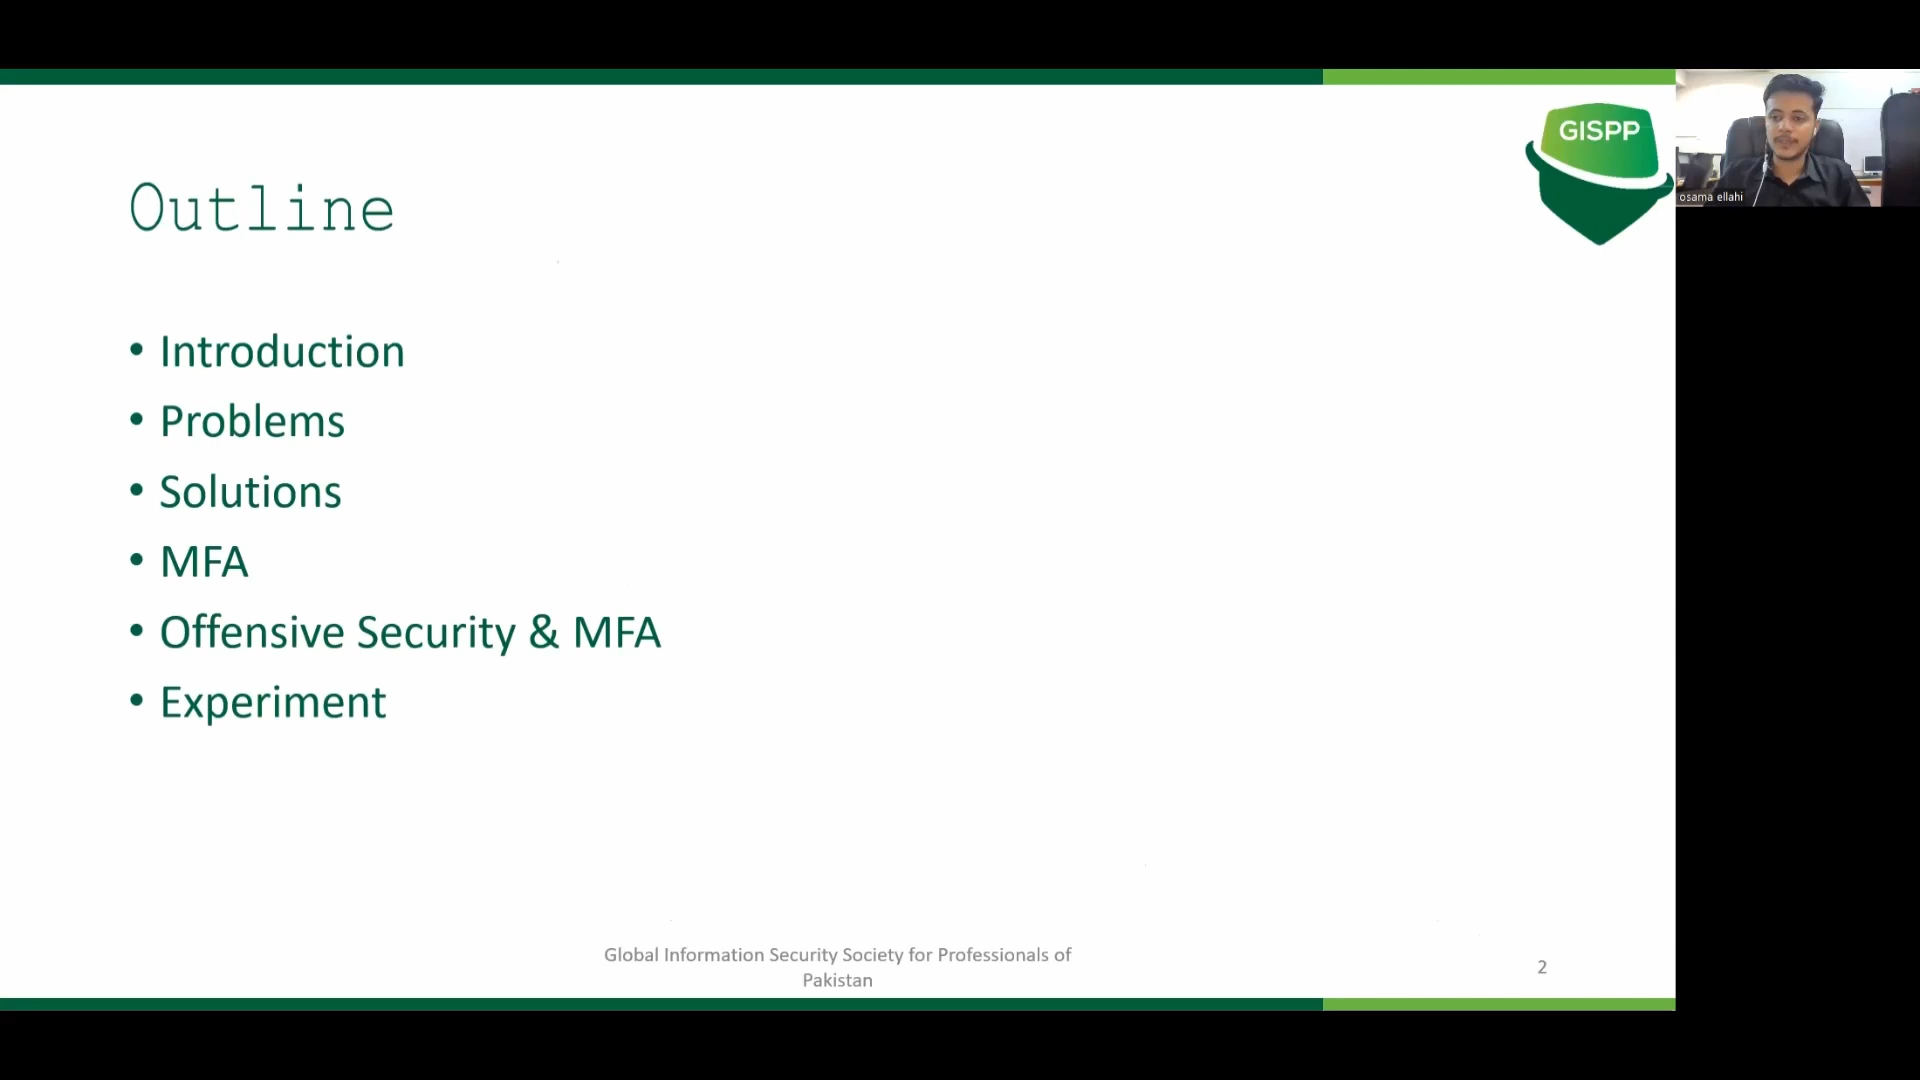 GISPP
osama ellahi
Outline
• Introduction
• Problems
• Solutions
• MFA
• Offensive Security & MFA
• Experiment
Global Information Security Society for Professionals of
Pakistan
2